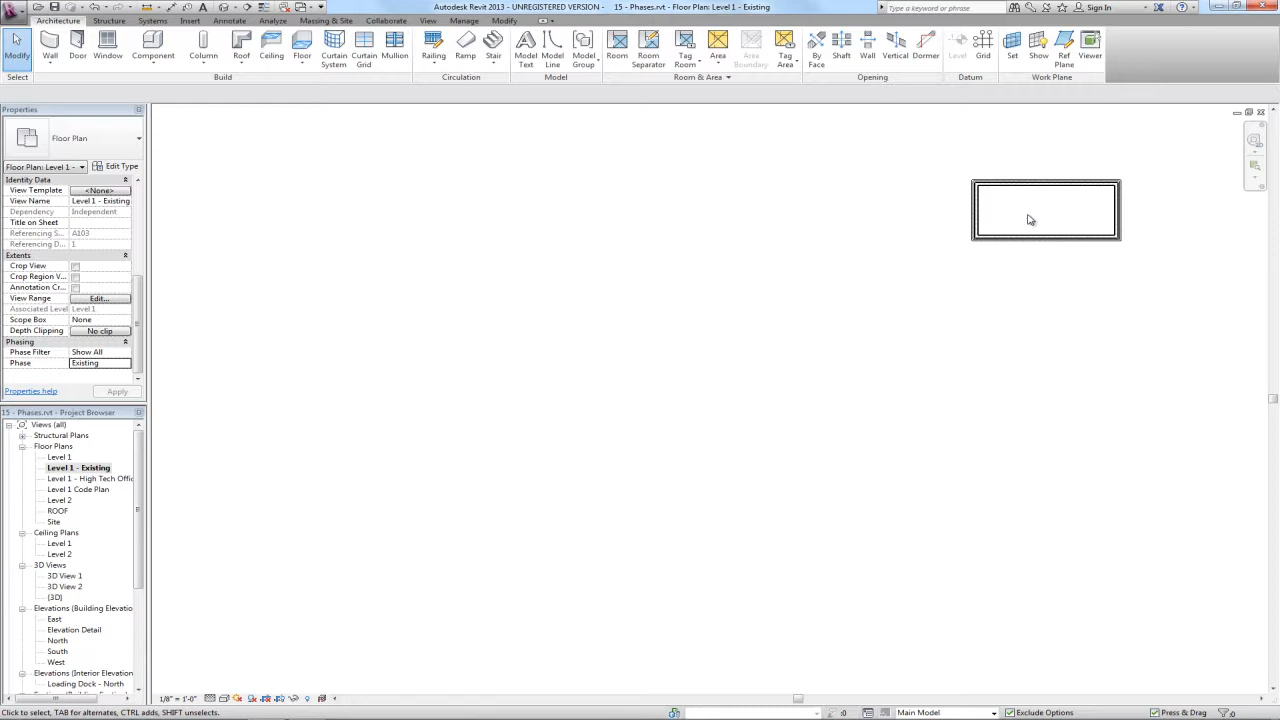 Autodesk Revit 2013 - UNREGISTERED VERSION - 15 - Phases.rvt - Floor Plan: Level 1 - Existing
Type a keyword or phrase
Sign In
Architecture Structure Systems Insert Annotate Analyze Massing & Site Collaborate View Manage Modify
Modify Wall Door Window Component Column Roof Ceiling Floor Curtain System Curtain Grid Mullion Railing Ramp Stair Model Text Model Line Model Group Room Room Separator Tag Room Area Area Boundary Tag Area By Face Shaft Wall Vertical Dormer Level Grid Set Show Ref Plane Viewer
Select Build Circulation Model Room & Area Opening Datum Work Plane
Properties
Floor Plan
Floor Plan: Level 1 - Edit Type
Identity Data
View Template <None>
View Name Level 1 - Existing
Dependency Independent
Title on Sheet
Referencing S... A103
Referencing D... 1
Extents
Crop View
Crop Region V...
Annotation Cr...
View Range Edit...
Associated Level Level 1
Scope Box None
Depth Clipping No clip
Phasing
Phase Filter Show All
Phase Existing
Properties help Apply
15 - Phases.rvt - Project Browser
Views (all)
Structural Plans
Floor Plans
Level 1
Level 1 - Existing
Level 1 - High Tech Offic
Level 1 Code Plan
Level 2
ROOF
Site
Ceiling Plans
Level 1
Level 2
3D Views
3D View 1
3D View 2
{3D}
Elevations (Building Elevatio
East
Elevation Detail
North
South
West
Elevations (Interior Elevation
Loading Dock - North
1/8" = 1'-0"
Click to select, TAB for alternates, CTRL adds, SHIFT unselects.
:0
Main Model
Exclude Options
Press & Drag
:0